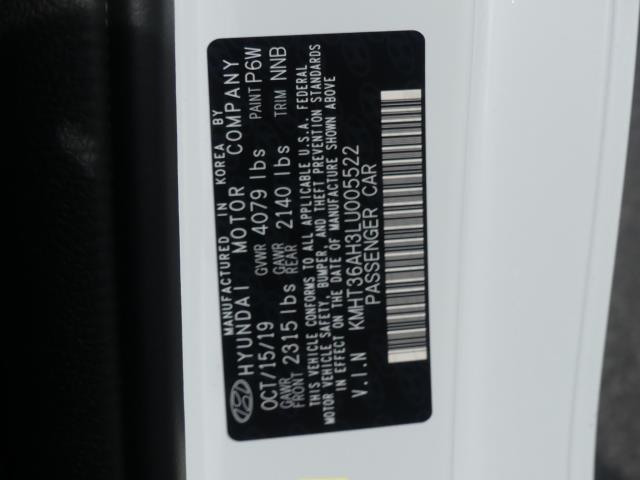 MANUFACTURED IN KOREA BY
HYUNDAI MOTOR COMPANY
OCT/15/19 GVWR 4079 lbs PAINT P6W
GAWR FRONT 2315 lbs GAWR REAR 2140 lbs TRIM NNB
THIS VEHICLE CONFORMS TO ALL APPLICABLE U.S.A. FEDERAL
MOTOR VEHICLE SAFETY, BUMPER, AND THEFT PREVENTION STANDARDS
IN EFFECT ON THE DATE OF MANUFACTURE SHOWN ABOVE
V.I.N KMHT36AH3LU005522
PASSENGER CAR